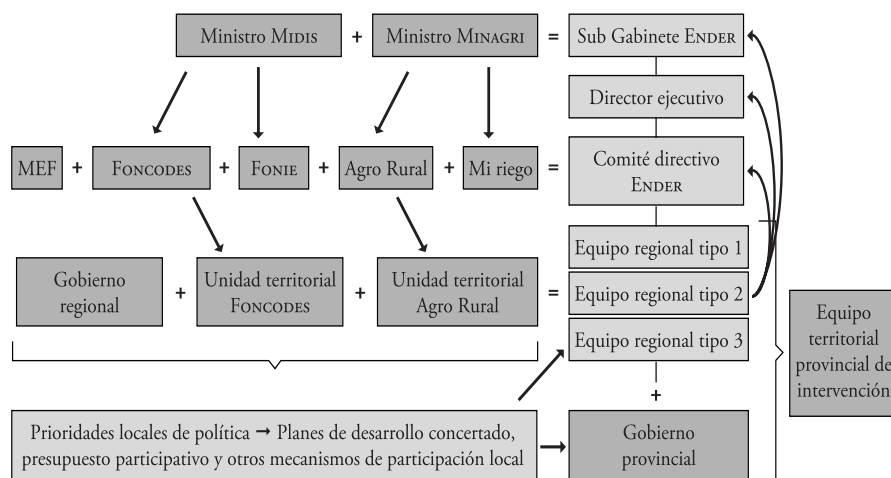 Ministro MIDIS + Ministro MINAGRI = Sub Gabinete ENDER
Director ejecutivo
MEF + FONCODES + FONIE + Agro Rural + Mi riego = Comité directivo
ENDER
Equipo regional tipo 1
Gobierno
regional
+
Unidad territorial
FONCODES
+
Unidad territorial
Agro Rural
=
Equipo regional tipo 2
Equipo regional tipo 3
Equipo
territorial
provincial de
intervención
+
Prioridades locales de política → Planes de desarrollo concertado,
presupuesto participativo y otros mecanismos de participación local
Gobierno
provincial